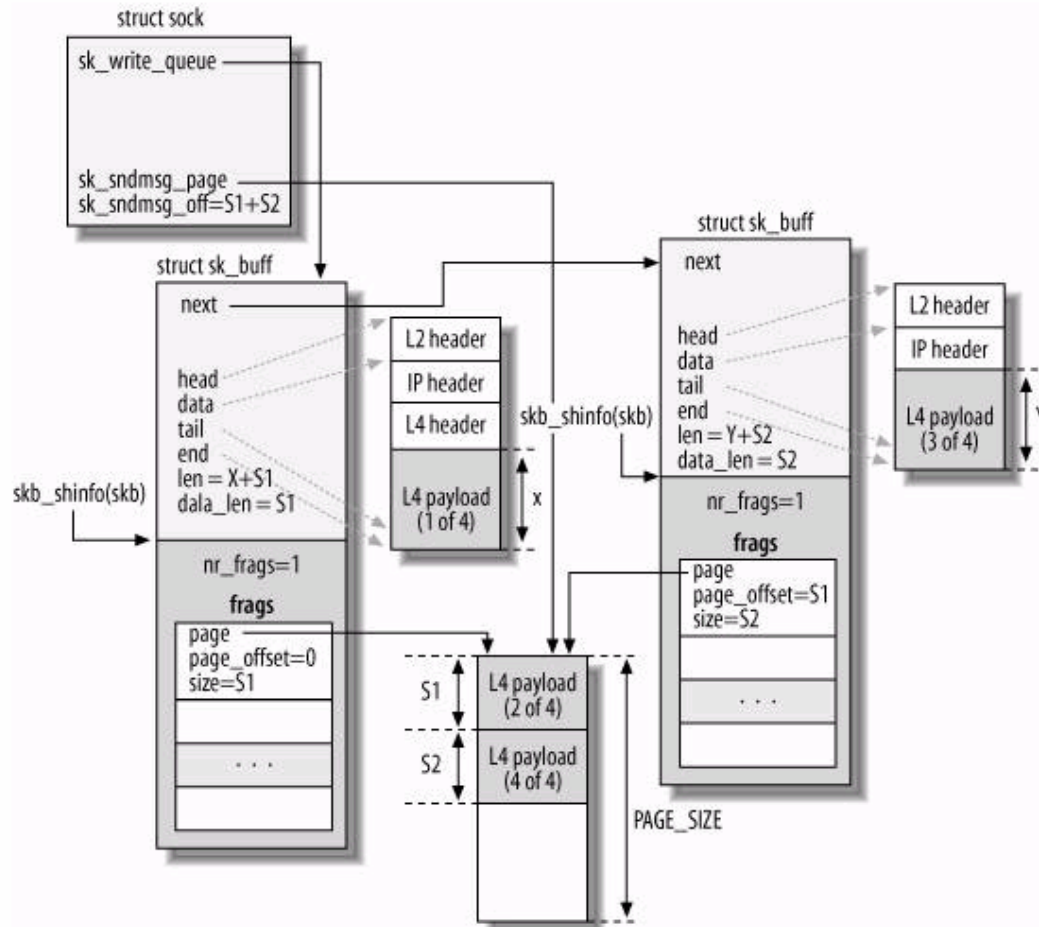 struct sock
sk_write_queue
sk_sndmsg_page
sk_sndmsg_off=S1+S2
struct sk_buff
next
head
data
tail
end
len = X+S1
dala_len = S1
skb_shinfo(skb)
nr_frags=1
frags
page
page_offset=0
size=S1
. . .
L2 header
IP header
L4 header
L4 payload
(1 of 4)
x
struct sk_buff
next
head
data
tail
end
len = Y+S2
data_len = S2
skb_shinfo(skb)
nr_frags=1
frags
page
page_offset=S1
size=S2
. . .
L2 header
IP header
L4 payload
(3 of 4)
S1
L4 payload
(2 of 4)
S2
L4 payload
(4 of 4)
PAGE_SIZE